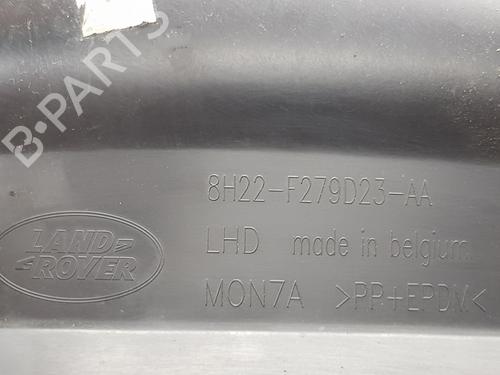 B-PARTS
8H22-F279D23-AA
LAND ROVER
LHD made in belgium
MON7A >PP+EPDM<